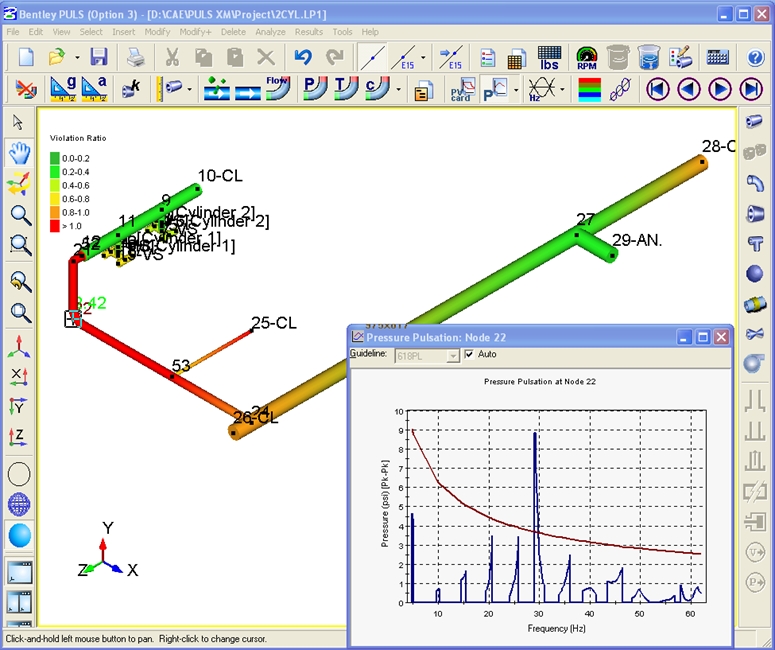 Bentley PULS (Option 3) - [D:\CAE\PULS XM\Project\2CYL.LP1]
File Edit View Select Insert Modify Modify+ Delete Analyze Results Tools Help
E15 E15 lbs RPM
g a k Flow P T C PV card P Hz
Violation Ratio
0.0-0.2
0.2-0.4
0.4-0.6
0.6-0.8
0.8-1.0
> 1.0
10-CL
9
[Cylinder 2]
[Cylinder 2]
11
[Cylinder 1]
[Cylinder 1]
28-C
27
29-AN.
25-CL
53
26-CL
X
Y
Z
Y
Z X
V
P
Pressure Pulsation: Node 22
Guideline: 618PL Auto
Pressure Pulsation at Node 22
Pressure (psi) [Pk-Pk]
10
9
8
7
6
5
4
3
2
1
0
10 20 30 40 50 60
Frequency (Hz)
Click-and-hold left mouse button to pan. Right-click to change cursor.